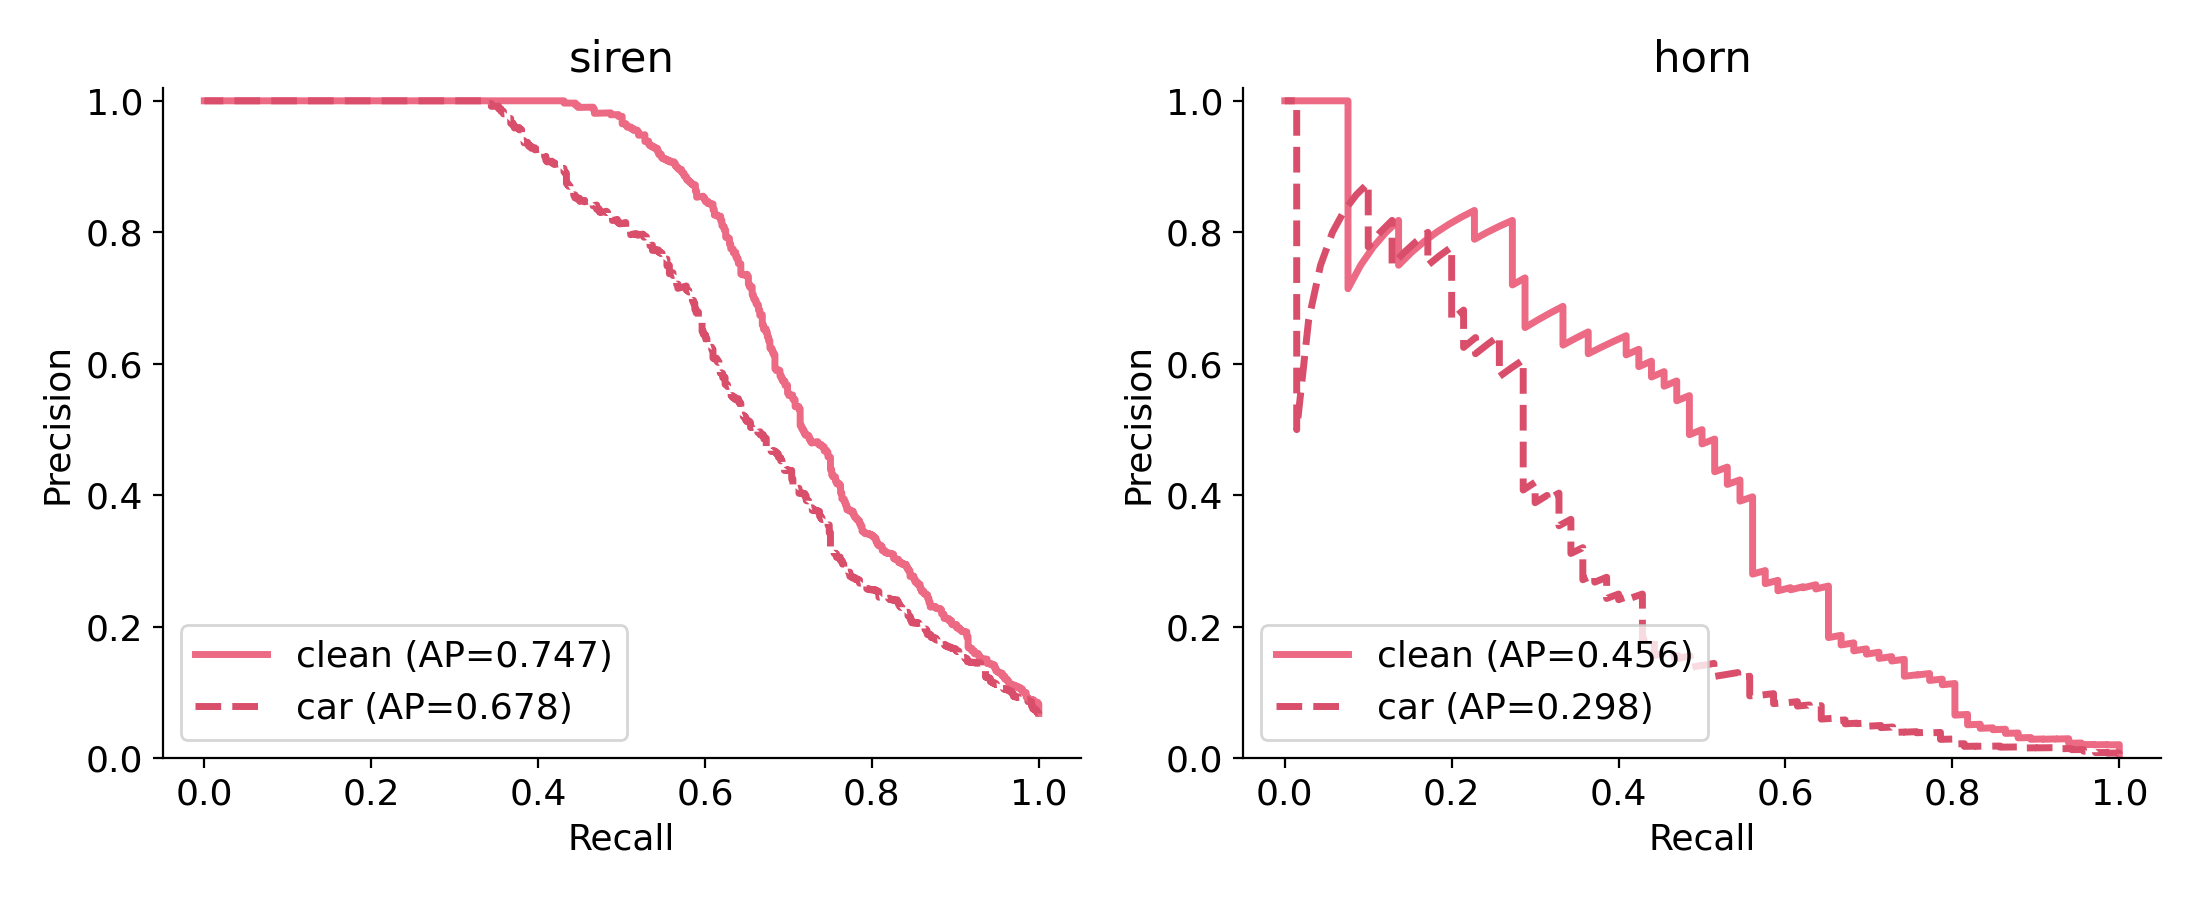 siren
1.0
0.8
0.6
0.4
0.2
0.0
Precision
clean (AP=0.747)
car (AP=0.678)
0.0 0.2 0.4 0.6 0.8 1.0
Recall
horn
1.0
0.8
0.6
0.4
0.2
0.0
Precision
clean (AP=0.456)
car (AP=0.298)
0.0 0.2 0.4 0.6 0.8 1.0
Recall